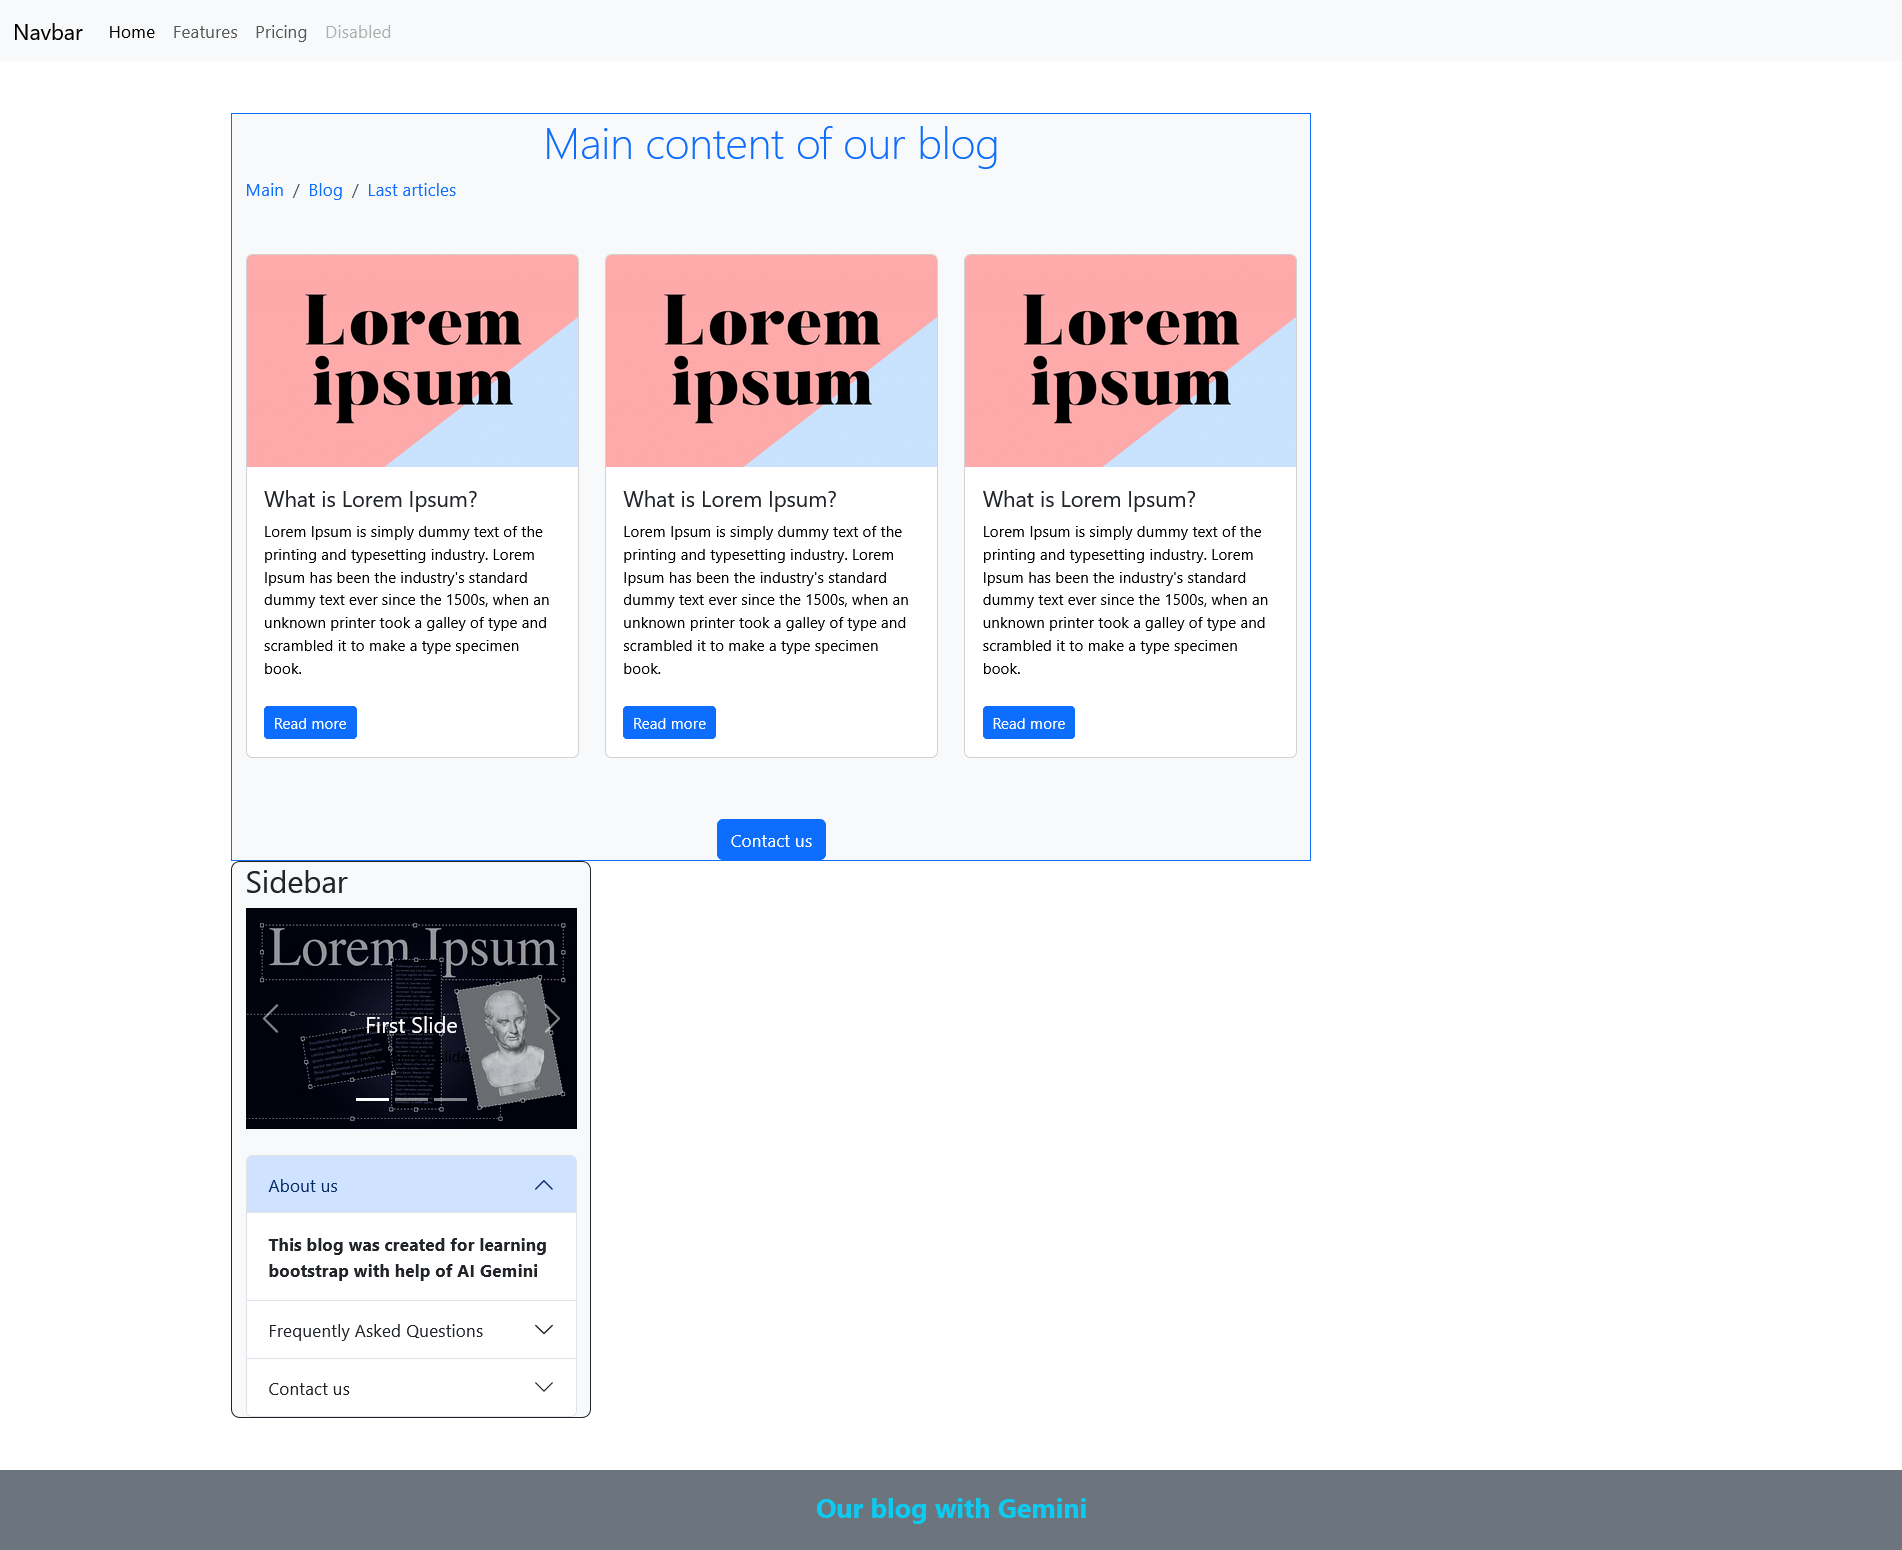 Navbar Home Features Pricing Disabled
Main content of our blog
Main / Blog / Last articles
Lorem
ipsum
What is Lorem Ipsum?
Lorem Ipsum is simply dummy text of the
printing and typesetting industry. Lorem
Ipsum has been the industry's standard
dummy text ever since the 1500s, when an
unknown printer took a galley of type and
scrambled it to make a type specimen
book.
Read more
Lorem
ipsum
What is Lorem Ipsum?
Lorem Ipsum is simply dummy text of the
printing and typesetting industry. Lorem
Ipsum has been the industry's standard
dummy text ever since the 1500s, when an
unknown printer took a galley of type and
scrambled it to make a type specimen
book.
Read more
Lorem
ipsum
What is Lorem Ipsum?
Lorem Ipsum is simply dummy text of the
printing and typesetting industry. Lorem
Ipsum has been the industry's standard
dummy text ever since the 1500s, when an
unknown printer took a galley of type and
scrambled it to make a type specimen
book.
Read more
Contact us
Sidebar
Lorem Ipsum
First Slide
About us
This blog was created for learning
bootstrap with help of AI Gemini
Frequently Asked Questions
Contact us
Our blog with Gemini